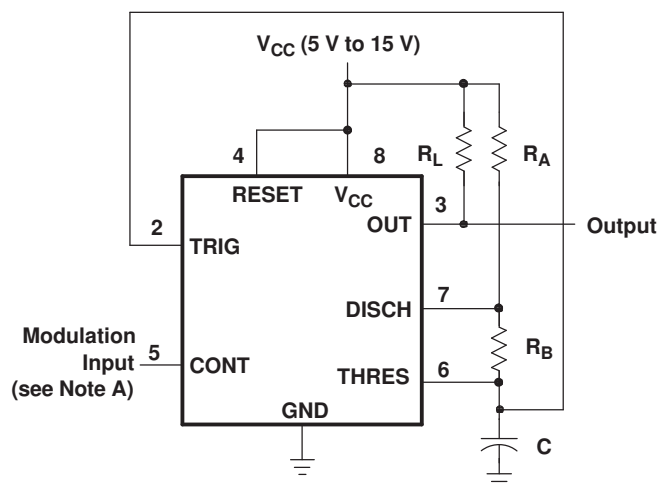 V_CC (5 V to 15 V)
4
8
R_L
R_A
RESET
V_CC
3
OUT
Output
2
TRIG
7
DISCH
R_B
Modulation
Input
(see Note A)
5
CONT
6
THRES
GND
C